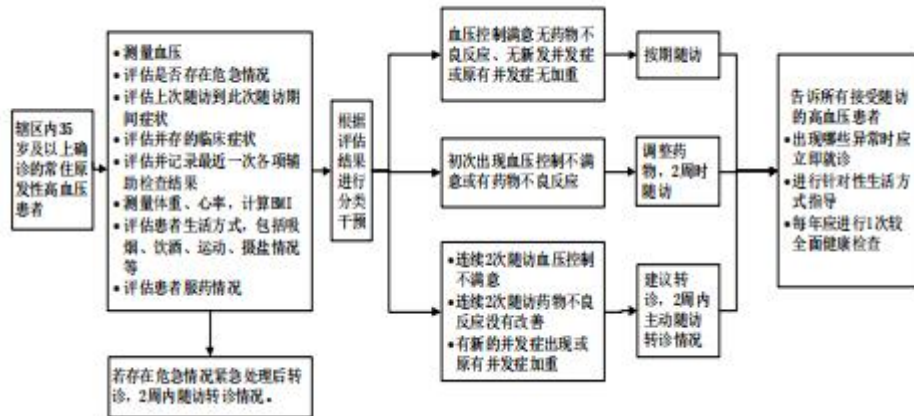 辖区内35
岁及以上确
诊的常住原
发性高血压
患者
●测量血压
●评估是否存在危急情况
●评估上次随访到此次随访期
间症状
●评估并存的临床症状
●评估并记录最近一次各项辅
助检查结果
●测量体重、心率,计算BMI
●评估患者生活方式,包括吸
烟、饮酒、运动、摄盐情况
等
●评估患者服药情况
若存在危急情况紧急处理后转
诊,2周内随访转诊情况。
根据
评估
结果
进行
分类
干预
血压控制满意无药物不
良反应、无新发并发症
或原有并发症无加重
按期随访
初次出现血压控制不满
意或有药物不良反应
调整药
物,2周时
随访
●连续2次随访血压控制
不满意
●连续2次随访药物不良
反应没有改善
●有新的并发症出现或
原有并发症加重
建议转
诊,2周内
主动随访
转诊情况
告诉所有接受随访
的高血压患者
●出现哪些异常时应
立即就诊
●进行针对性生活方
式指导
●每年应进行1次较
全面健康检查